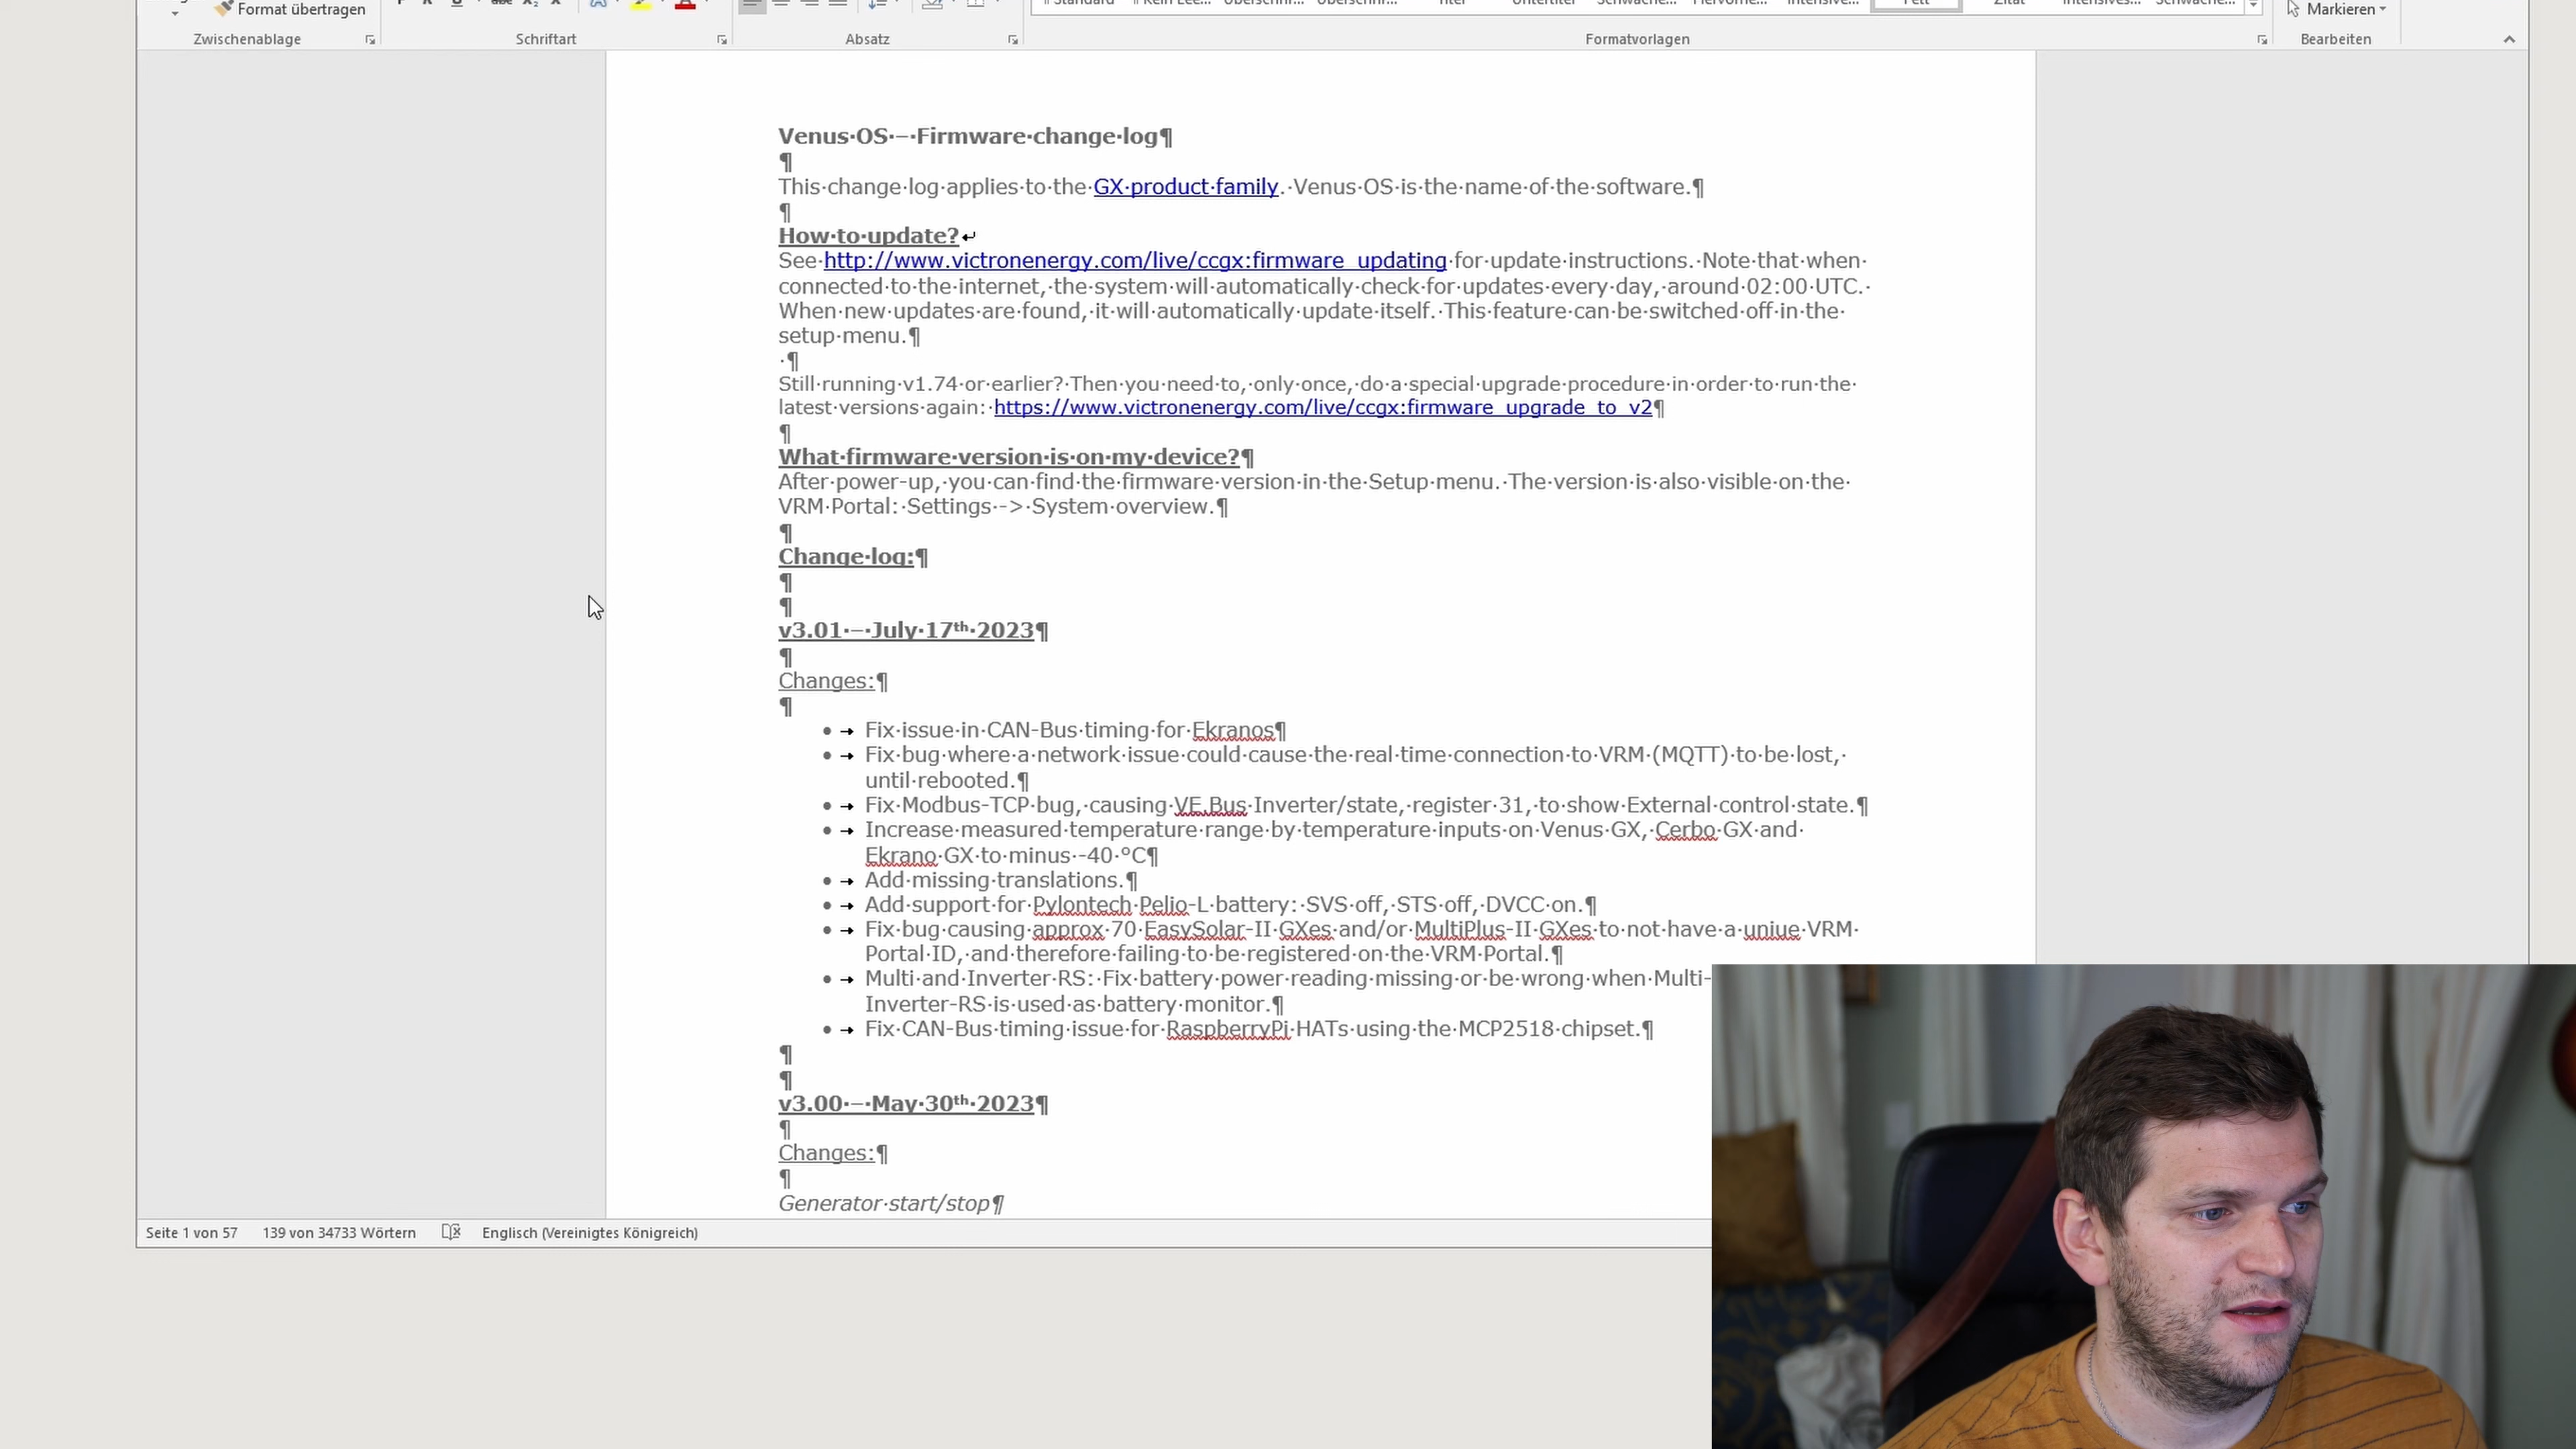 Format übertragen
Markieren
Zwischenablage
Schriftart
Absatz
Formatvorlagen
Bearbeiten
Venus OS – Firmware change log¶
¶
This change log applies to the GX product family. Venus OS is the name of the software.¶
¶
How to update?
See http://www.victronenergy.com/live/ccgx:firmware_updating for update instructions. Note that when
connected to the internet, the system will automatically check for updates every day, around 02:00 UTC.
When new updates are found, it will automatically update itself. This feature can be switched off in the
setup menu.¶
¶
Still running v1.74 or earlier? Then you need to, only once, do a special upgrade procedure in order to run the
latest versions again: https://www.victronenergy.com/live/ccgx:firmware_upgrade_to_v2¶
¶
What firmware version is on my device?¶
After power-up, you can find the firmware version in the Setup menu. The version is also visible on the
VRM Portal: Settings -> System overview.¶
¶
Change log:¶
¶
¶
v3.01 – July 17th 2023¶
¶
Changes:¶
¶
• Fix issue in CAN-Bus timing for Ekranos¶
• Fix bug where a network issue could cause the real time connection to VRM (MQTT) to be lost,
until rebooted.¶
• Fix Modbus-TCP bug, causing VE.Bus Inverter/state, register 31, to show External control state.¶
• Increase measured temperature range by temperature inputs on Venus GX, Cerbo GX and
Ekrano GX to minus -40 °C¶
• Add missing translations.¶
• Add support for Pylontech Pelio-L battery: SVS off, STS off, DVCC on.¶
• Fix bug causing approx 70 EasySolar-II GXes and/or MultiPlus-II GXes to not have a uniue VRM
Portal ID, and therefore failing to be registered on the VRM Portal.¶
• Multi and Inverter RS: Fix battery power reading missing or be wrong when Multi-
Inverter-RS is used as battery monitor.¶
• Fix CAN-Bus timing issue for RaspberryPi HATs using the MCP2518 chipset.¶
¶
¶
v3.00 – May 30th 2023¶
¶
Changes:¶
¶
Generator start/stop¶
Seite 1 von 57
139 von 34733 Wörtern
Englisch (Vereinigtes Königreich)